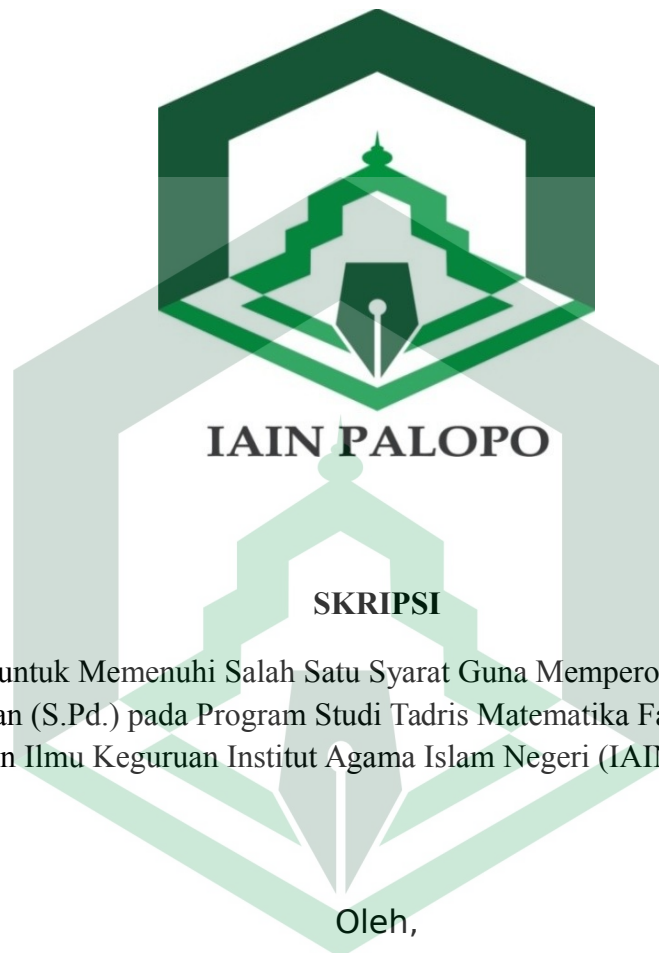 IAIN PALOPO
SKRIPSI
untuk Memenuhi Salah Satu Syarat Guna Mempero
an (S.Pd.) pada Program Studi Tadris Matematika Fa
n Ilmu Keguruan Institut Agama Islam Negeri (IAIN
Oleh,